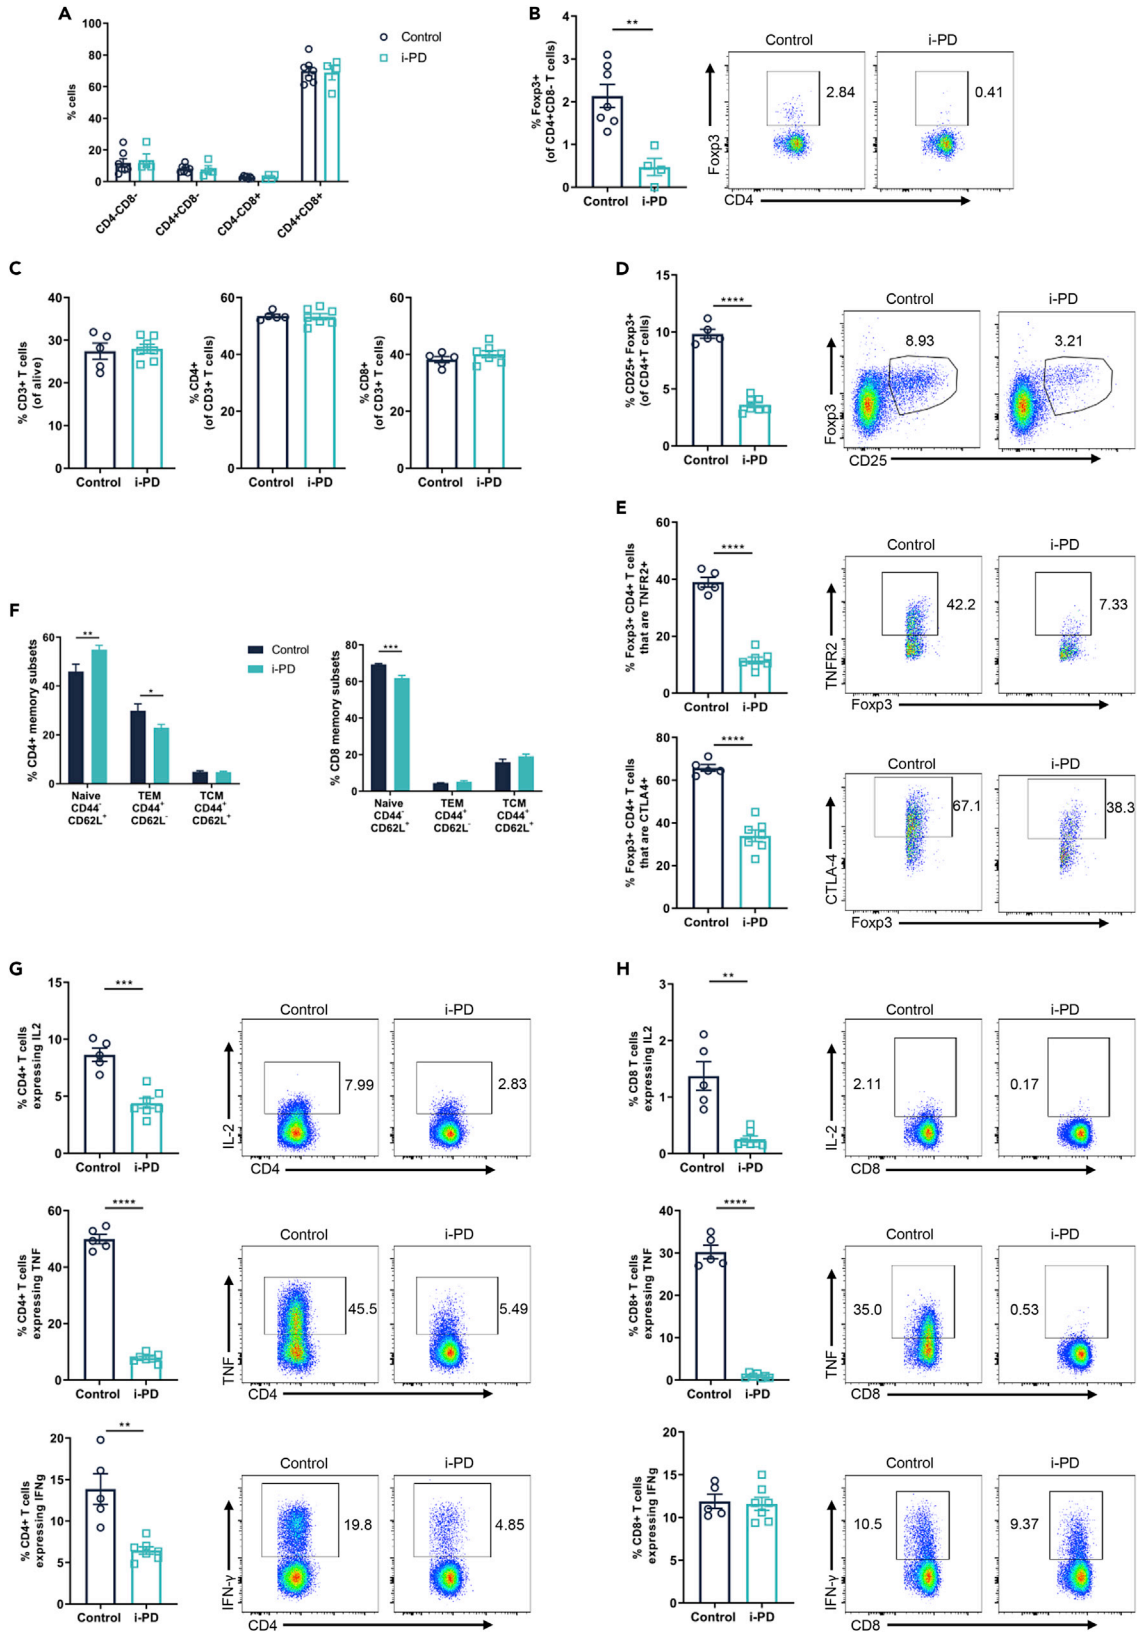 A
100
80
60
40
20
0
% cells
Control
i-PD
CD4-CD8-
CD4+CD8-
CD4-CD8+
CD4+CD8+
B
4
3
2
1
0
% Foxp3+
(of CD4+CD8- T cells)
**
Control
i-PD
Control
i-PD
2.84
0.41
Foxp3
CD4
C
40
30
20
10
0
% CD3+ T cells
(of alive)
Control
i-PD
60
40
20
0
% CD4+
(of CD3+ T cells)
Control
i-PD
60
40
20
0
% CD8+
(of CD3+ T cells)
Control
i-PD
D
15
10
5
0
% CD25+ Foxp3+
(of CD4+T cells)
****
Control
i-PD
Control
i-PD
8.93
3.21
Foxp3
CD25
E
60
40
20
0
% Foxp3+ CD4+ T cells
that are TNFR2+
****
Control
i-PD
Control
i-PD
42.2
7.33
TNFR2
Foxp3
80
60
40
20
0
% Foxp3+ CD4+ T cells
that are CTLA4+
****
Control
i-PD
Control
i-PD
67.1
38.3
CTLA-4
Foxp3
F
60
40
20
0
% CD4+ memory subsets
**
*
Naive
CD44-
CD62L+
TEM
CD44+
CD62L-
TCM
CD44+
CD62L+
Control
i-PD
80
60
40
20
0
% CD8 memory subsets
***
Naive
CD44-
CD62L+
TEM
CD44+
CD62L-
TCM
CD44+
CD62L+
G
15
10
5
0
% CD4+ T cells
expressing IL2
***
Control
i-PD
Control
i-PD
7.99
2.83
IL-2
CD4
60
40
20
0
% CD4+ T cells
expressing TNF
****
Control
i-PD
Control
i-PD
45.5
5.49
TNF
CD4
20
15
10
5
0
% CD4+ T cells
expressing IFNg
**
Control
i-PD
Control
i-PD
19.8
4.85
IFN-γ
CD4
H
3
2
1
0
% CD8 T cells
expressing IL2
**
Control
i-PD
Control
i-PD
2.11
0.17
IL-2
CD8
40
30
20
10
0
% CD8+ T cells
expressing TNF
****
Control
i-PD
Control
i-PD
35.0
0.53
TNF
CD8
20
15
10
5
0
% CD8+ T cells
expressing IFNg
Control
i-PD
Control
i-PD
10.5
9.37
IFN-γ
CD8